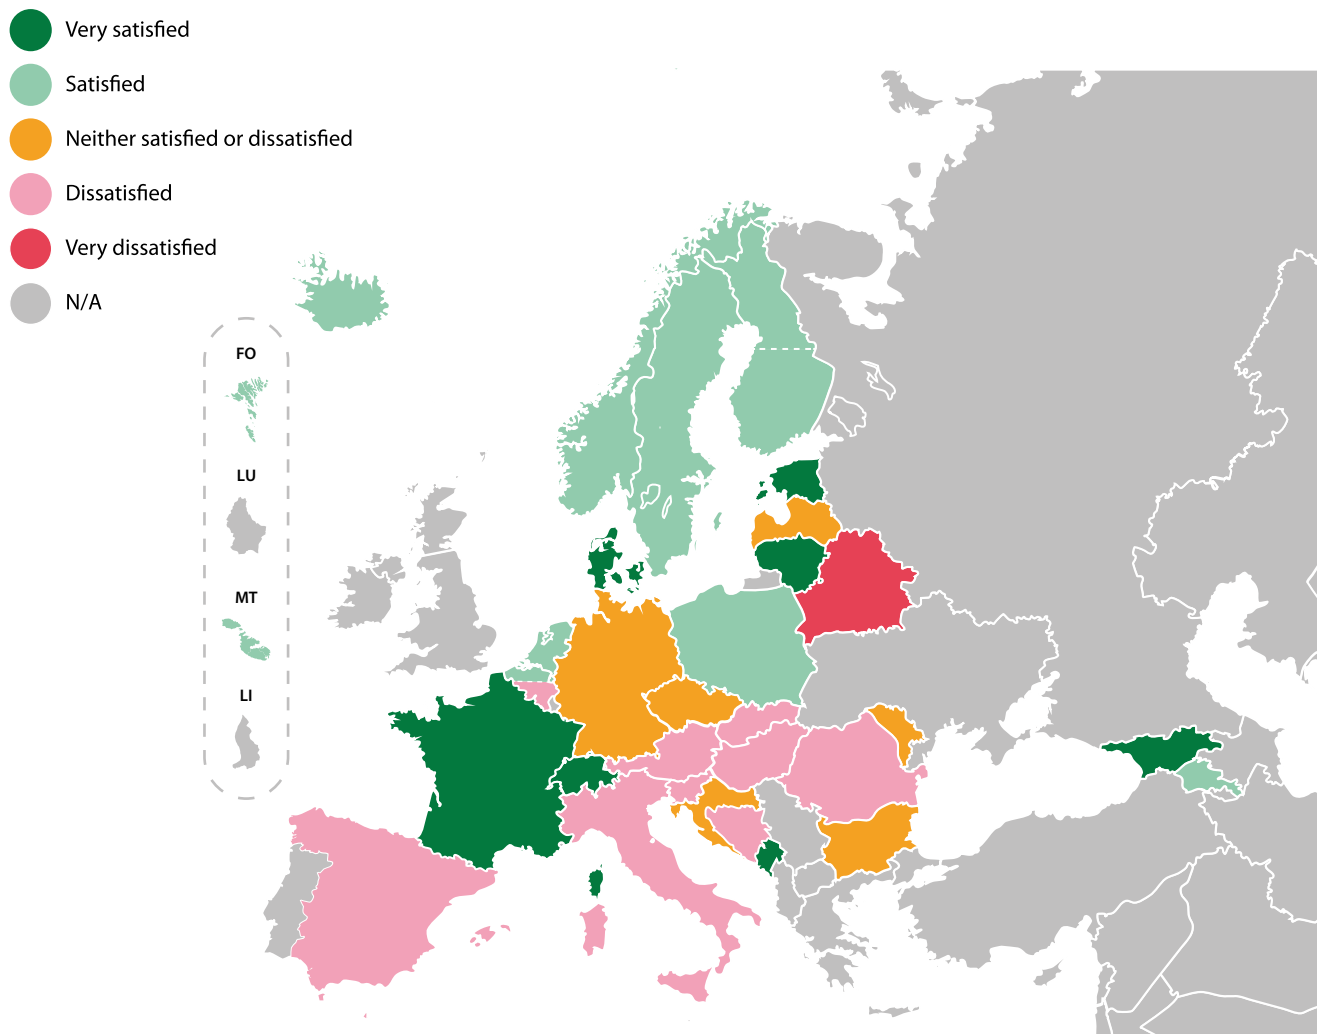 Very satisfied
Satisfied
Neither satisfied or dissatisfied
Dissatisfied
Very dissatisfied
N/A
FO
LU
MT
LI